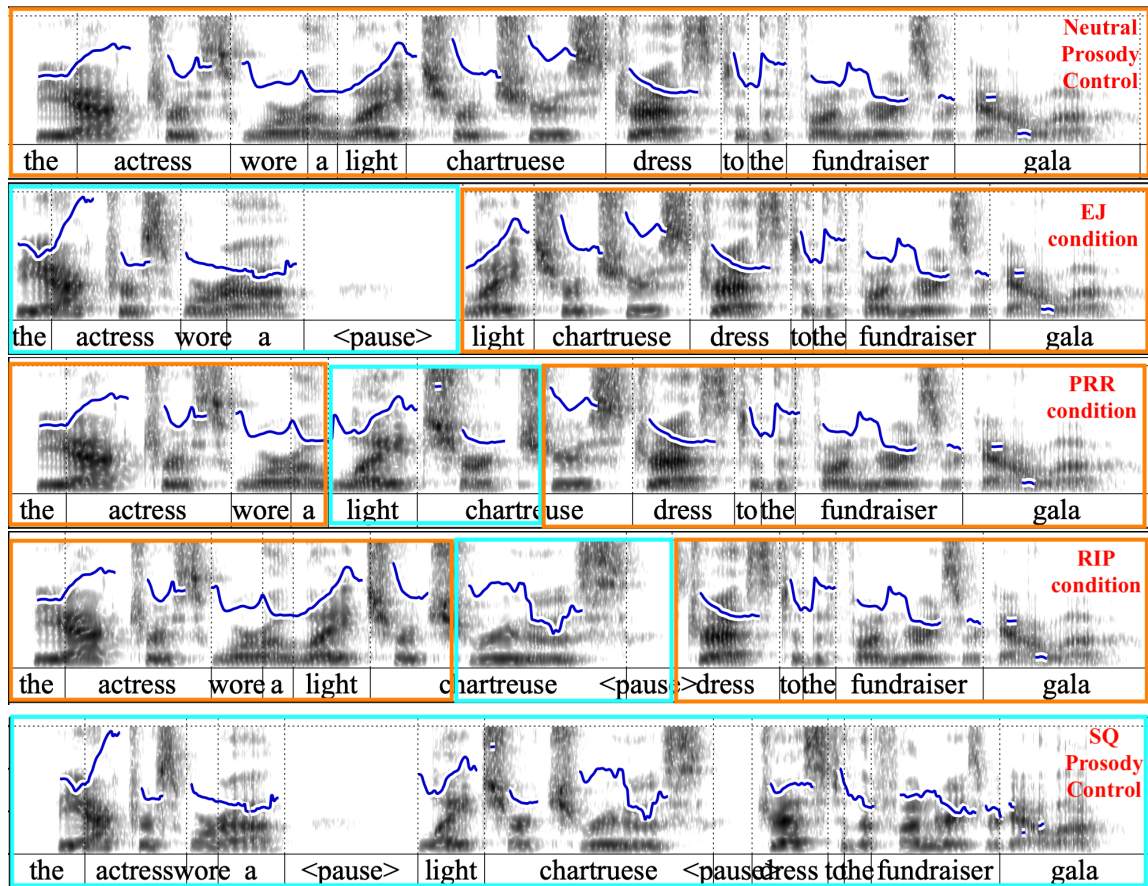 Neutral
Prosody
Control
the actress wore a light chartruese dress to the fundraiser gala
EJ
condition
the actress wore a <pause> light chartruese dress to the fundraiser gala
PRR
condition
the actress wore a light chartreuse dress to the fundraiser gala
RIP
condition
the actress wore a light chartreuse <pause> dress to the fundraiser gala
SQ
Prosody
Control
the actress wore a <pause> light chartruese <pause> dress to the fundraiser gala